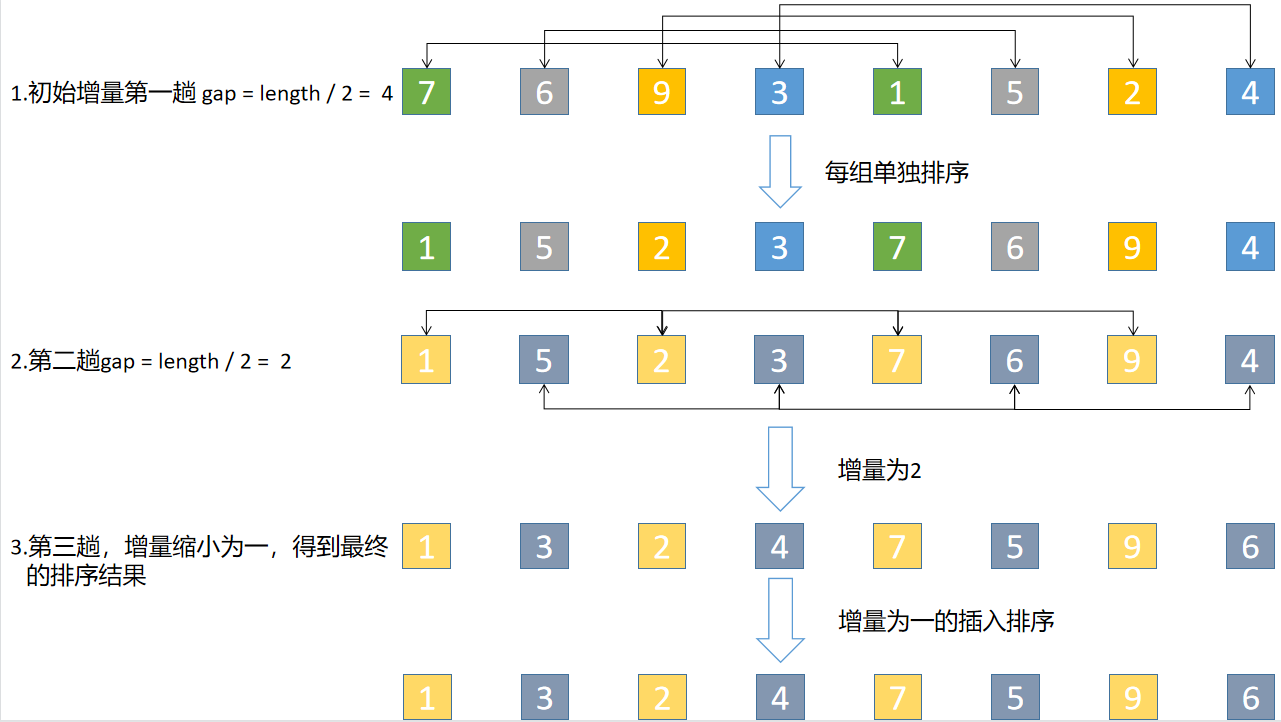 1.初始增量第一趟 gap = length / 2 = 4 7 6 9 3 1 5 2 4
每组单独排序
1 5 2 3 7 6 9 4
2.第二趟gap = length / 2 = 2 1 5 2 3 7 6 9 4
增量为2
3.第三趟，增量缩小为一，得到最终 1 3 2 4 7 5 9 6
的排序结果
增量为一的插入排序
1 3 2 4 7 5 9 6